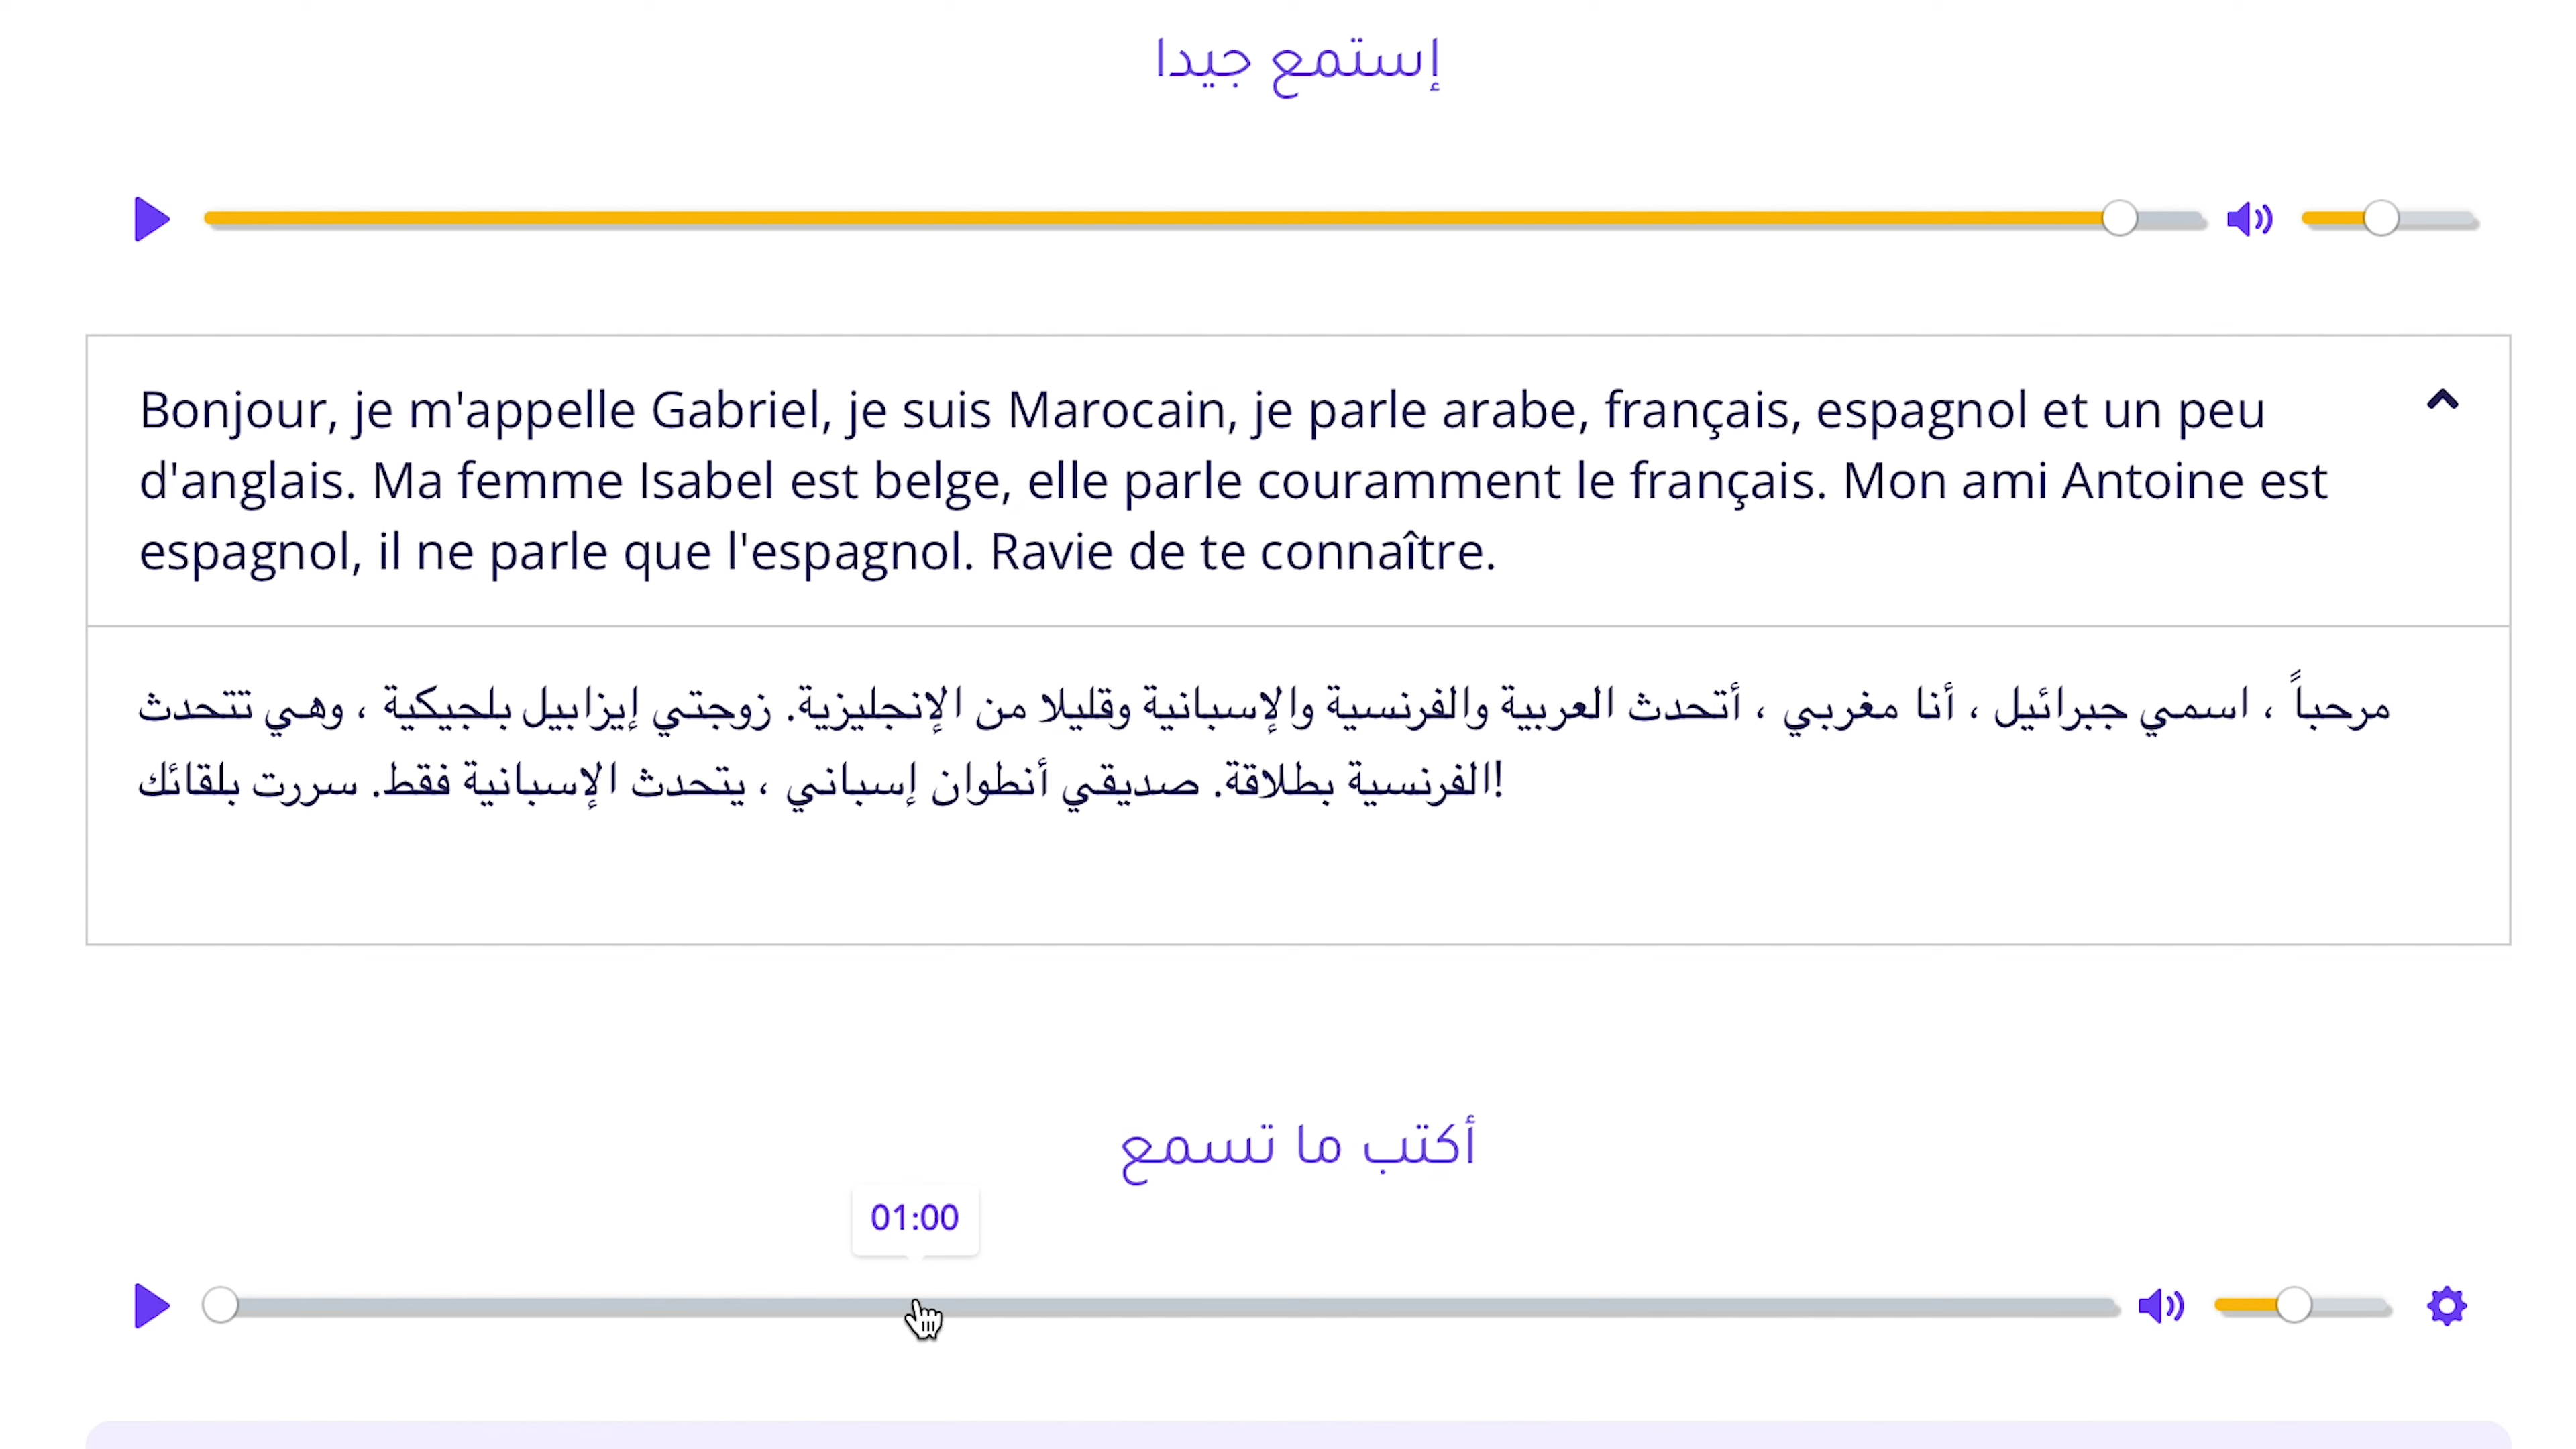 إستمع جيدا
Bonjour, je m'appelle Gabriel, je suis Marocain, je parle arabe, français, espagnol et un peu
d'anglais. Ma femme Isabel est belge, elle parle couramment le français. Mon ami Antoine est
espagnol, il ne parle que l'espagnol. Ravie de te connaître.
مرحباً ، اسمي جبرائيل ، أنا مغربي ، أتحدث العربية والفرنسية والإسبانية وقليلا من الإنجليزية. زوجتي إيزابيل بلجيكية ، وهي تتحدث
الفرنسية بطلاقة. صديقي أنطوان إسباني ، يتحدث الإسبانية فقط. سررت بلقائك!
أكتب ما تسمع
01:00